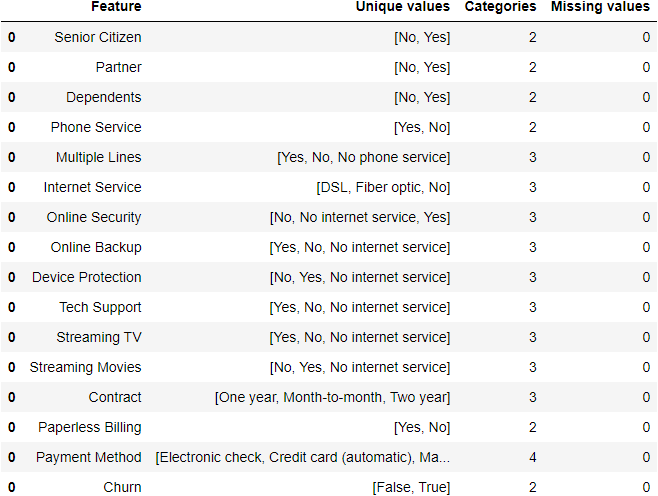 Feature Unique values Categories Missing values
0 Senior Citizen [No, Yes] 2 0
0 Partner [No, Yes] 2 0
0 Dependents [No, Yes] 2 0
0 Phone Service [Yes, No] 2 0
0 Multiple Lines [Yes, No, No phone service] 3 0
0 Internet Service [DSL, Fiber optic, No] 3 0
0 Online Security [No, No internet service, Yes] 3 0
0 Online Backup [Yes, No, No internet service] 3 0
0 Device Protection [No, Yes, No internet service] 3 0
0 Tech Support [Yes, No, No internet service] 3 0
0 Streaming TV [Yes, No, No internet service] 3 0
0 Streaming Movies [No, Yes, No internet service] 3 0
0 Contract [One year, Month-to-month, Two year] 3 0
0 Paperless Billing [Yes, No] 2 0
0 Payment Method [Electronic check, Credit card (automatic), Ma... 4 0
0 Churn [False, True] 2 0